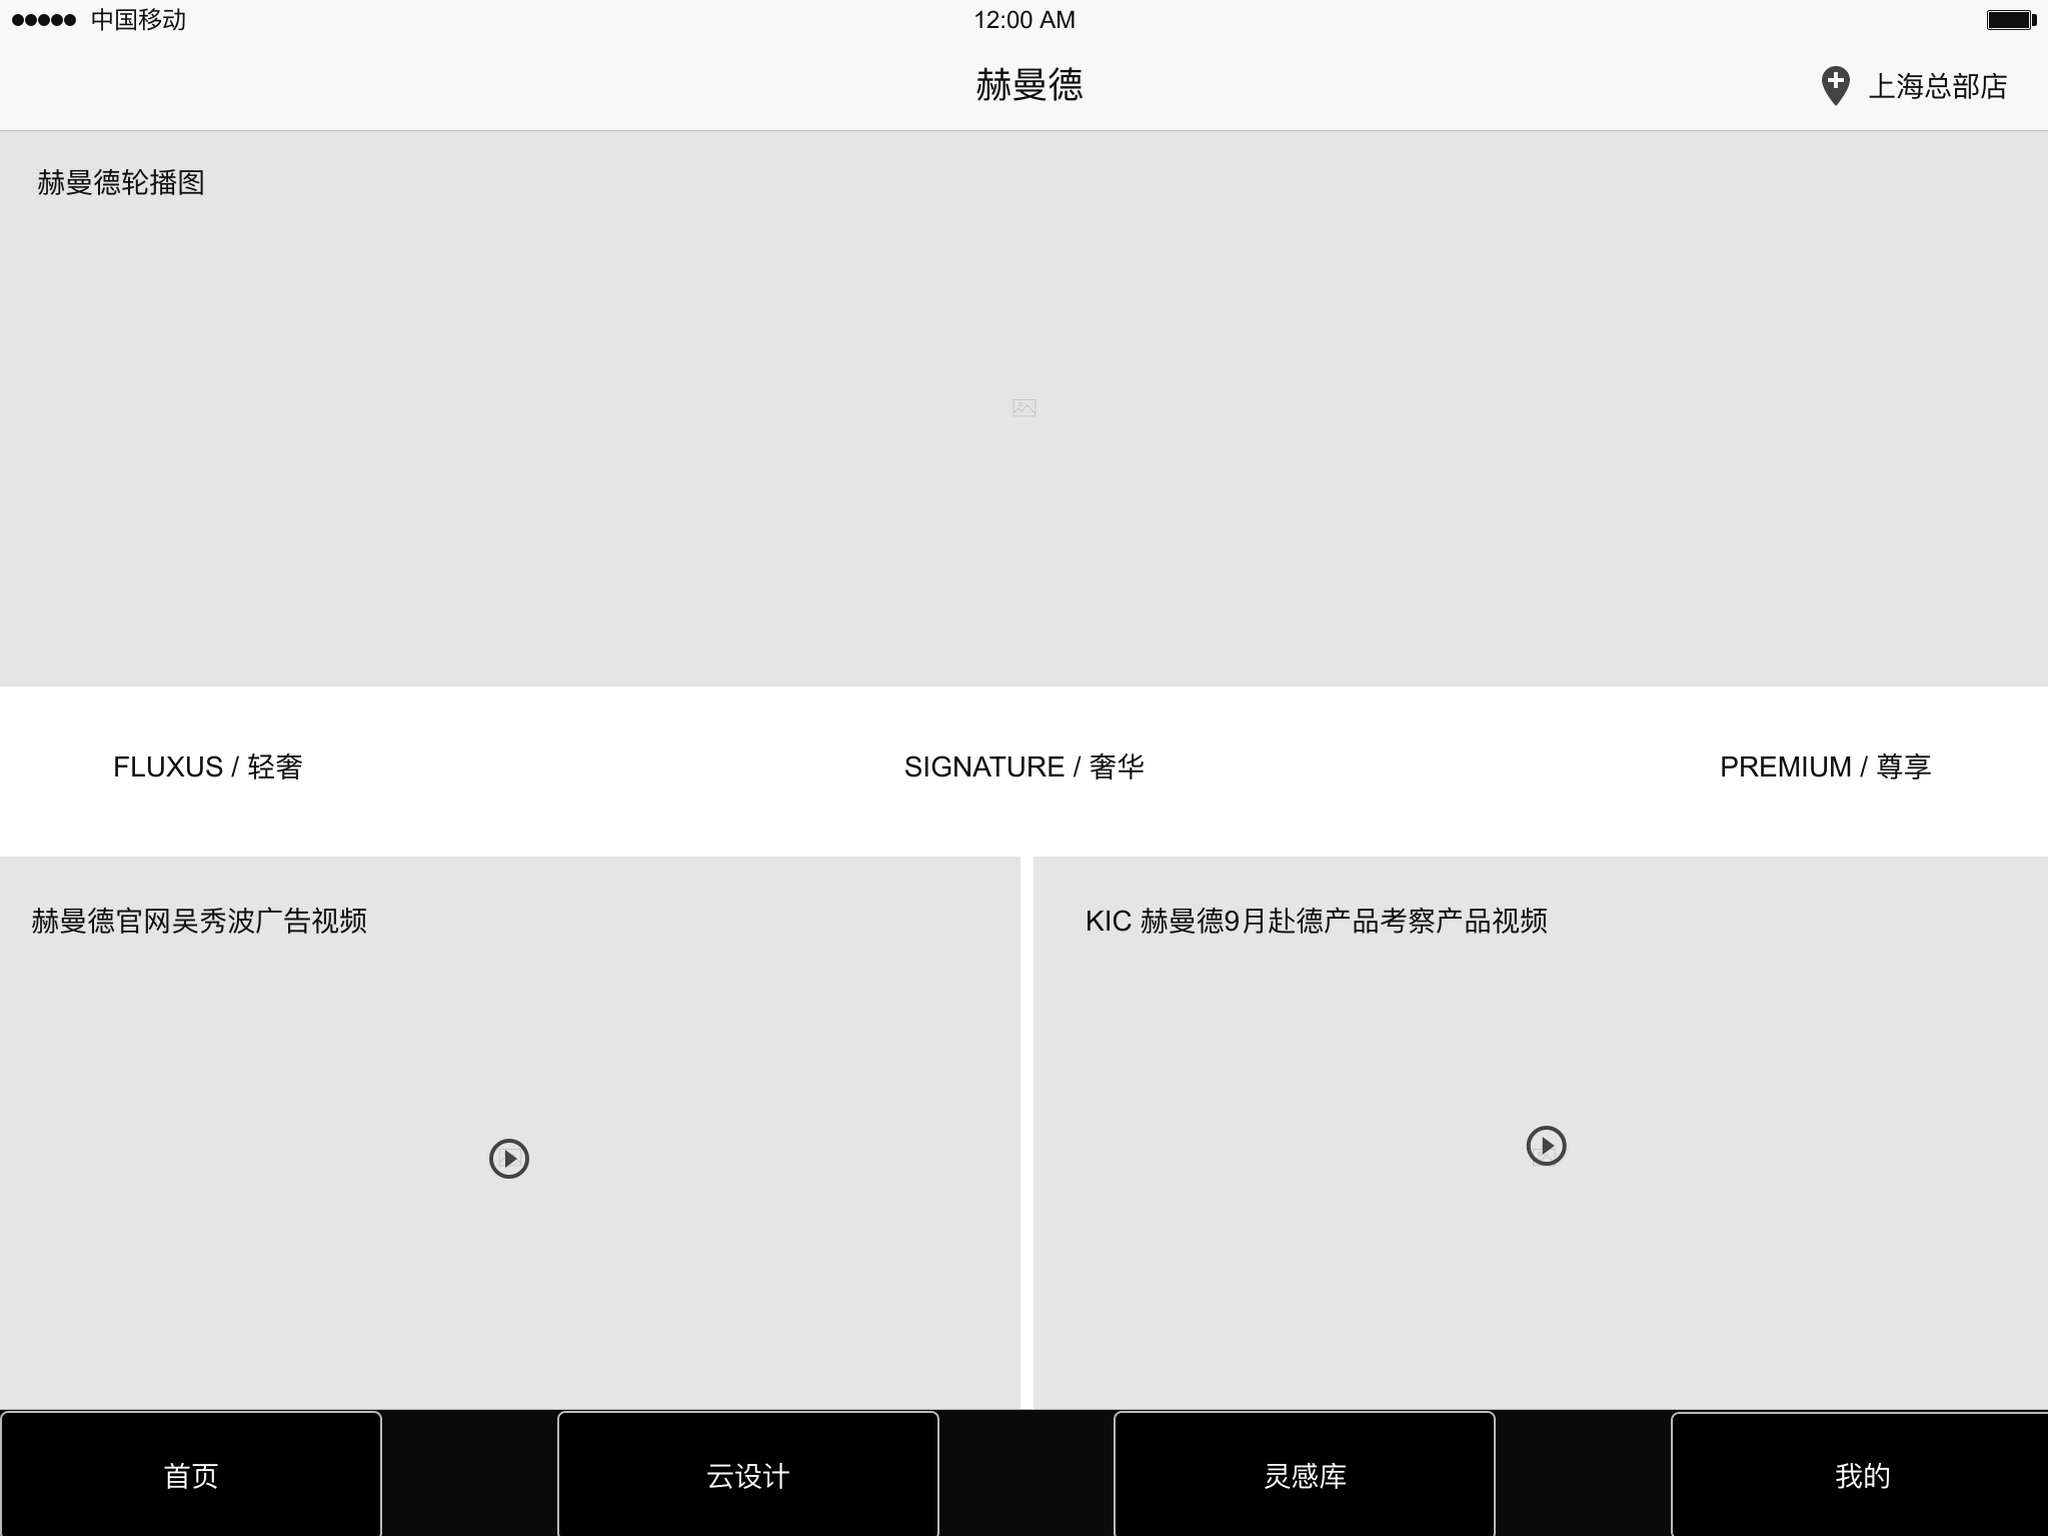 中国移动
12:00 AM
赫曼德
上海总部店
赫曼德轮播图
FLUXUS / 轻奢
SIGNATURE / 奢华
PREMIUM / 尊享
赫曼德官网吴秀波广告视频
KIC 赫曼德9月赴德产品考察产品视频
首页
云设计
灵感库
我的